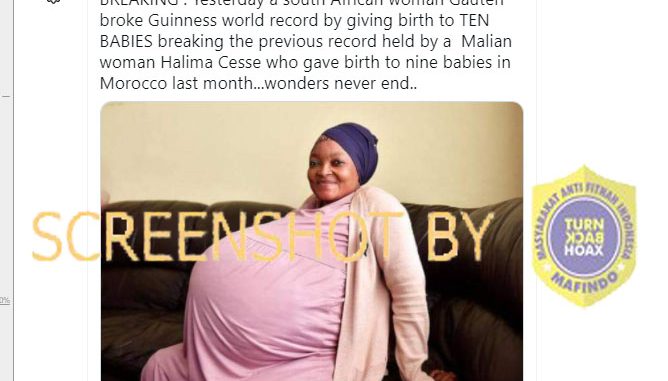 BREAKING : Yesterday a south African woman Gauten
broke Guinness world record by giving birth to TEN
BABIES breaking the previous record held by a Malian
woman Halima Cesse who gave birth to nine babies in
Morocco last month...wonders never end..
SCREENSHOT BY
MASYARAKAT ANTI FITNAH INDONESIA
TURN
BACK
HOAX
MAFINDO
0%